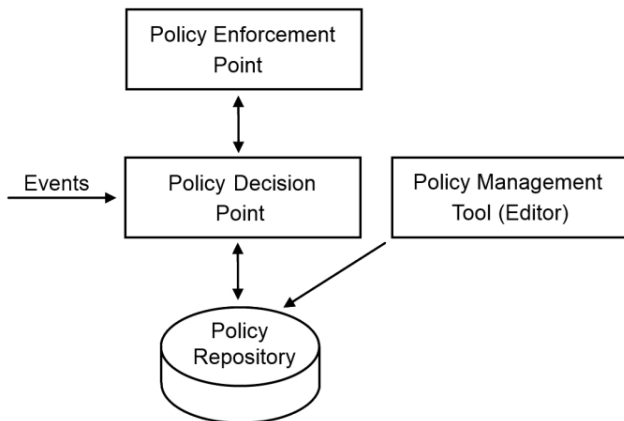 Policy Enforcement
Point
Events
Policy Decision
Point
Policy Management
Tool (Editor)
Policy
Repository